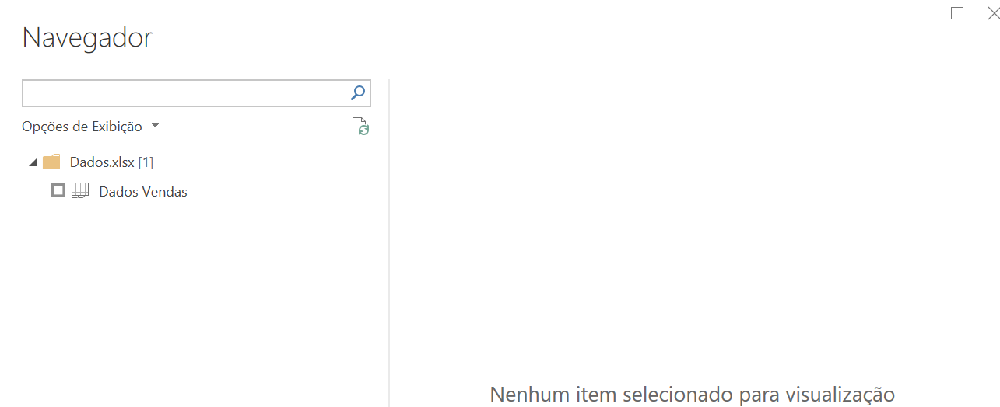 Navegador
Opções de Exibição
Dados.xlsx [1]
Dados Vendas
Nenhum item selecionado para visualização